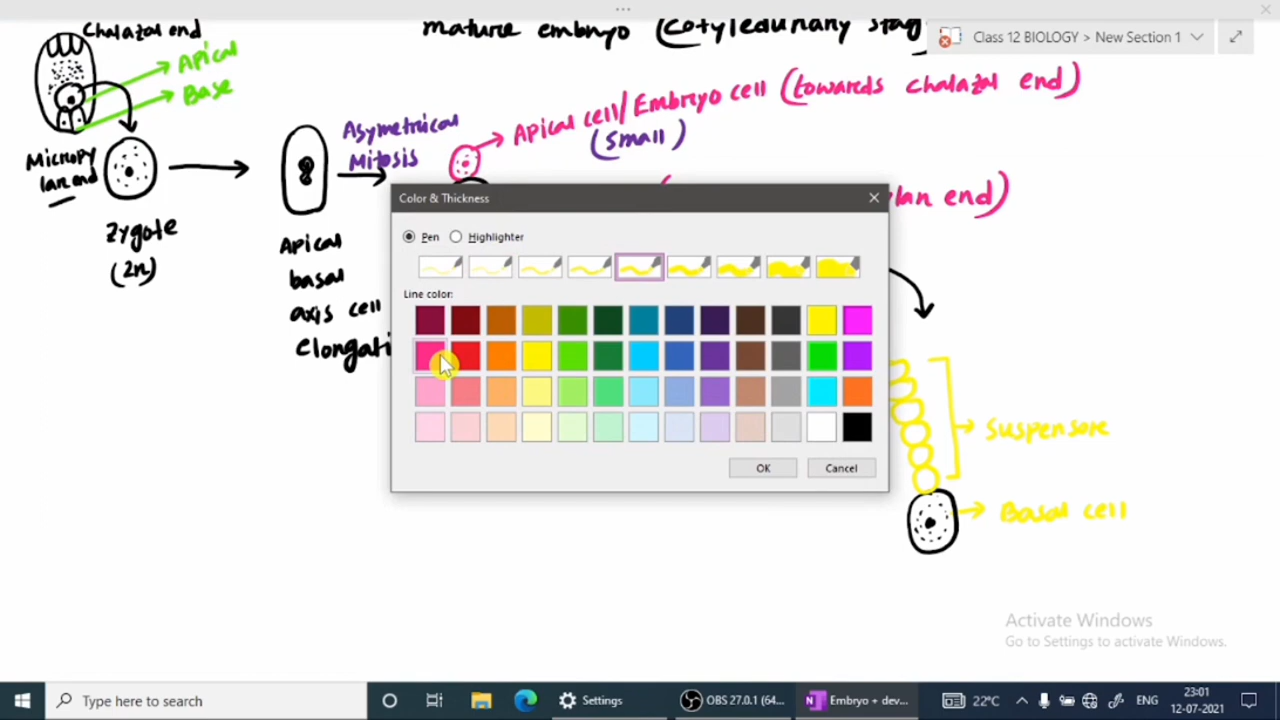 ...
mature embryo (Cotyledunary stag
Class 12 BIOLOGY > New Section 1
Chalazal end
Apical
Base
Micropy
lar end
Zygote
(2n)
Apical
basal
axis cell
elongati
Asymetrical
Mitosis
Apical cell/Embryo cell (towards chalazal end)
(small)
lan end)
Color & Thickness
Pen
Highlighter
Line color:
OK
Cancel
Suspensore
Basal cell
Activate Windows
Go to Settings to activate Windows.
Type here to search
Settings
OBS 27.0.1 (64...
Embryo + dev...
22°C
ENG
23:01
12-07-2021